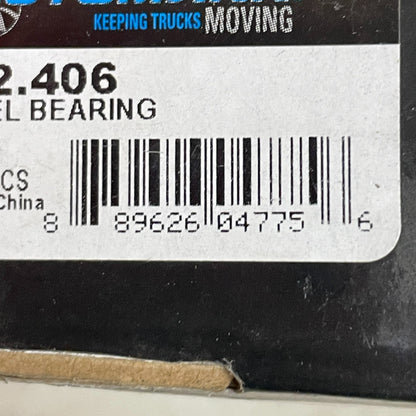 KEEPING TRUCKS MOVING
2.406
EL BEARING
CS
China
8 89626 04775 6